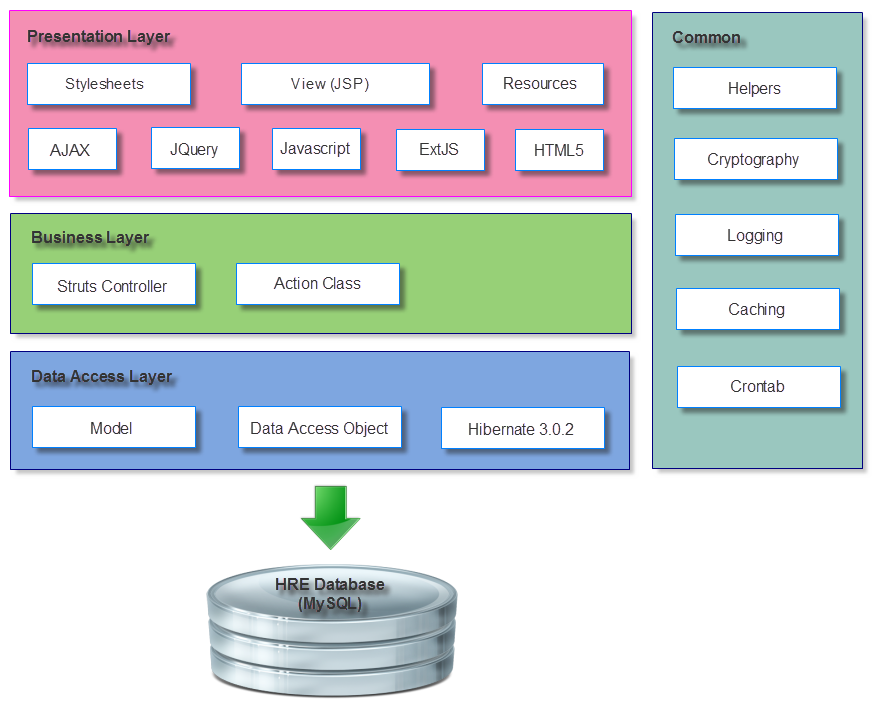 Presentation Layer
Stylesheets
View (JSP)
Resources
AJAX
JQuery
Javascript
ExtJS
HTML5
Business Layer
Struts Controller
Action Class
Data Access Layer
Model
Data Access Object
Hibernate 3.0.2
HRE Database
(MySQL)
Common
Helpers
Cryptography
Logging
Caching
Crontab